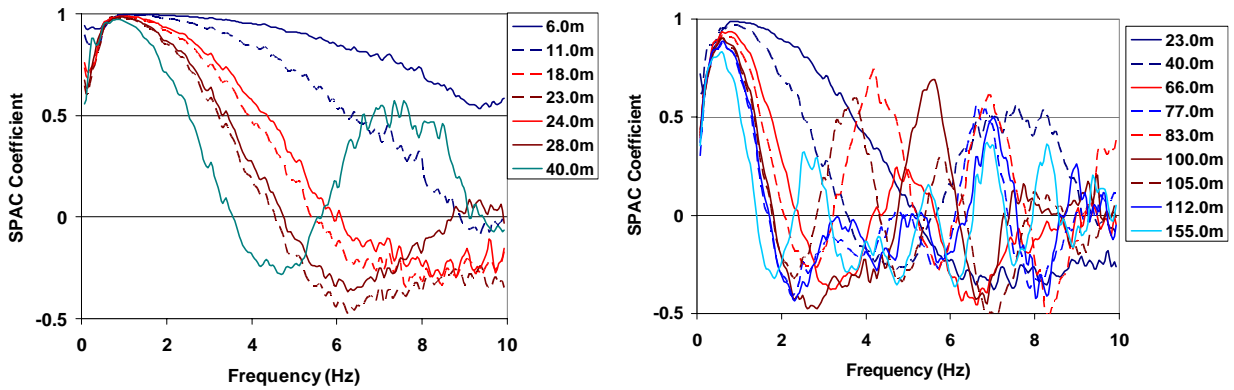 1
0.5
0
-0.5
SPAC Coefficient
0 2 4 6 8 10
Frequency (Hz)
6.0m
11.0m
18.0m
23.0m
24.0m
28.0m
40.0m
1
0.5
0
-0.5
SPAC Coefficient
0 2 4 6 8 10
Frequency (Hz)
23.0m
40.0m
66.0m
77.0m
83.0m
100.0m
105.0m
112.0m
155.0m